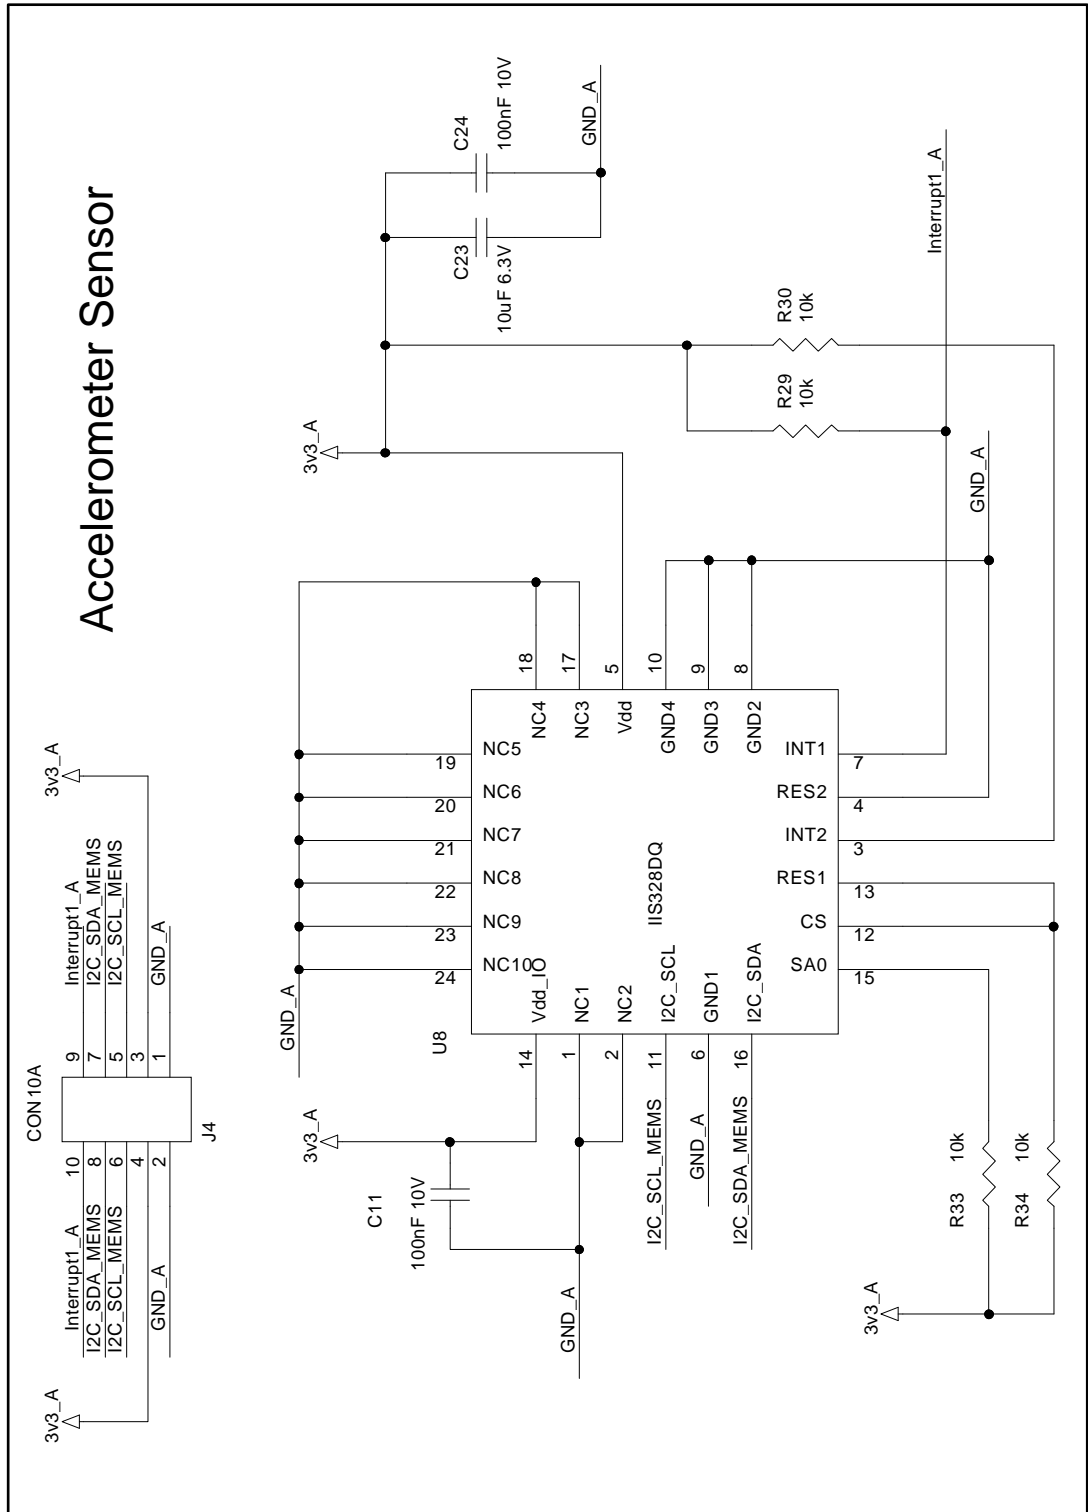 Accelerometer Sensor
CON10A
J4
3v3_A
3v3_A
Interrupt1_A
10
9
Interrupt1_A
I2C_SDA_MEMS
8
7
I2C_SDA_MEMS
I2C_SCL_MEMS
6
5
I2C_SCL_MEMS
4
3
GND_A
2
1
GND_A
GND_A
3v3_A
3v3_A
C11
100nF 10V
GND_A
U8
24
23
22
21
20
19
NC10
NC9
NC8
NC7
NC6
NC5
14
Vdd_IO
NC4
18
1
NC1
NC3
17
2
NC2
Vdd
5
I2C_SCL_MEMS
11
I2C_SCL
IIS328DQ
GND4
10
GND_A
6
GND1
GND3
9
I2C_SDA_MEMS
16
I2C_SDA
GND2
8
SA0
CS
RES1
INT2
RES2
INT1
15
12
13
3
4
7
C23
10uF 6.3V
C24
100nF 10V
GND_A
R29
10k
R30
10k
Interrupt1_A
GND_A
3v3_A
R33
10k
R34
10k